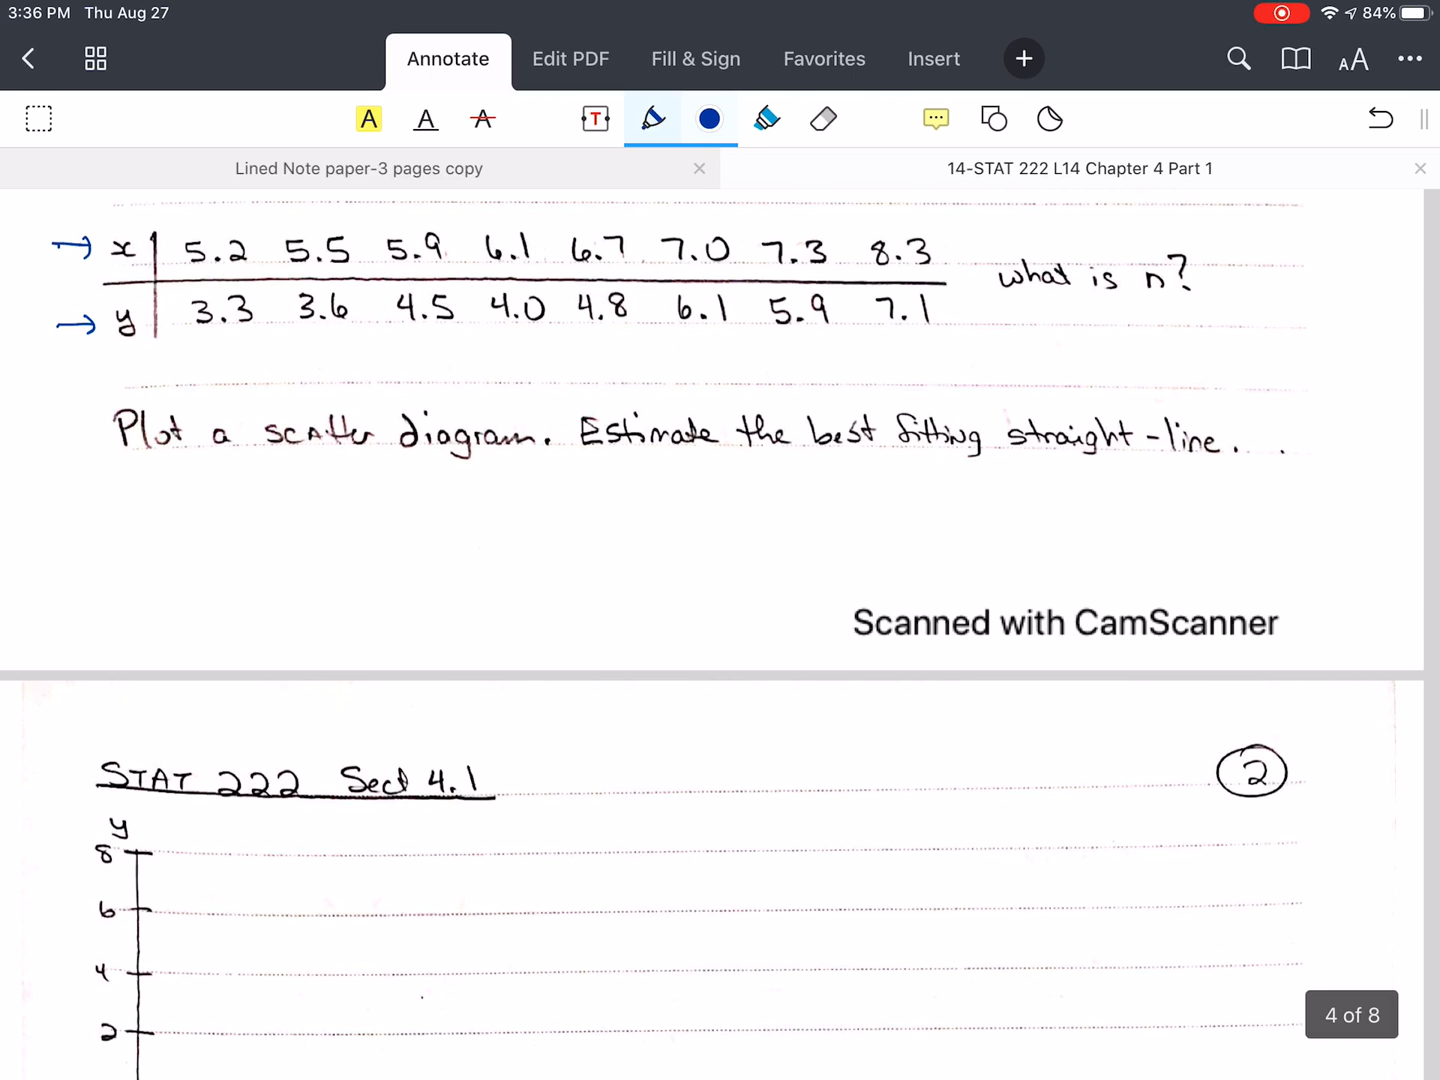 3:36 PM Thu Aug 27
84%
Annotate Edit PDF Fill & Sign Favorites Insert
Lined Note paper-3 pages copy
14-STAT 222 L14 Chapter 4 Part 1
x 5.2 5.5 5.9 6.1 6.7 7.0 7.3 8.3
what is n?
y 3.3 3.6 4.5 4.0 4.8 6.1 5.9 7.1
Plot a scatter diagram. Estimate the best fitting straight-line. .
Scanned with CamScanner
STAT 222 Sect 4.1
2
y
8
6
4
2
4 of 8